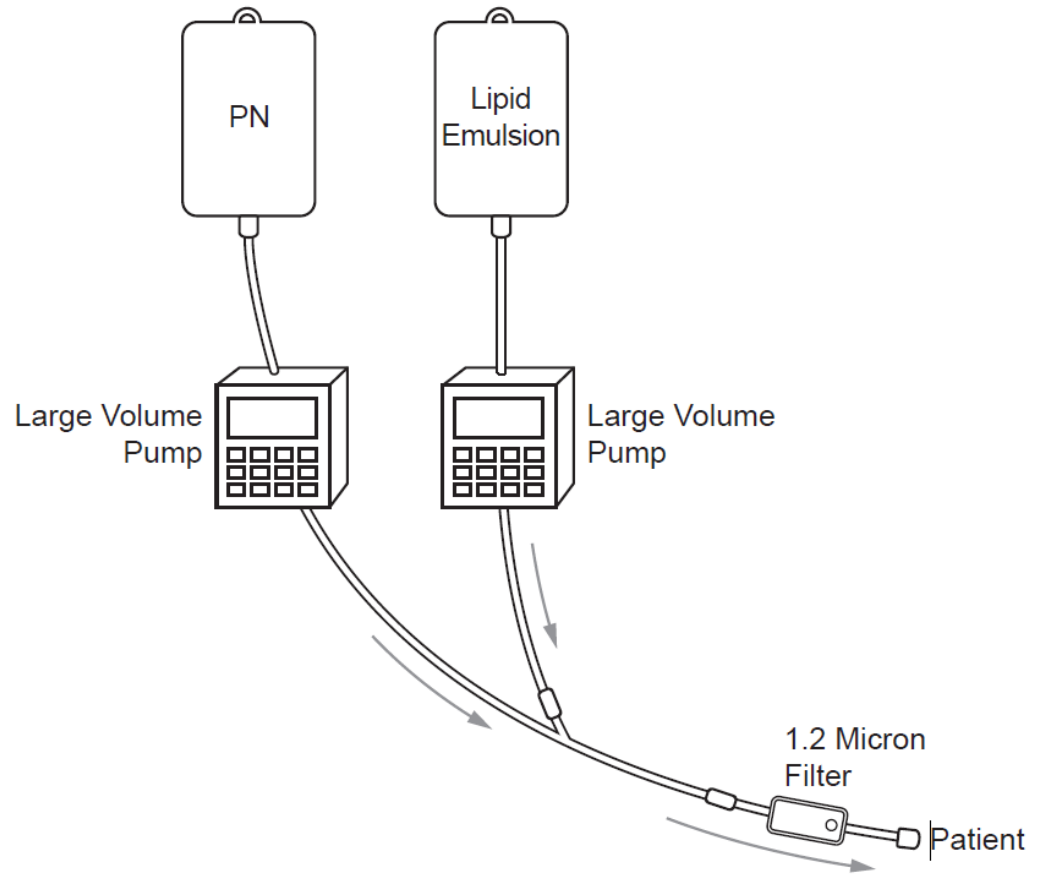 PN
Lipid
Emulsion
Large Volume
Pump
Large Volume
Pump
1.2 Micron
Filter
Patient